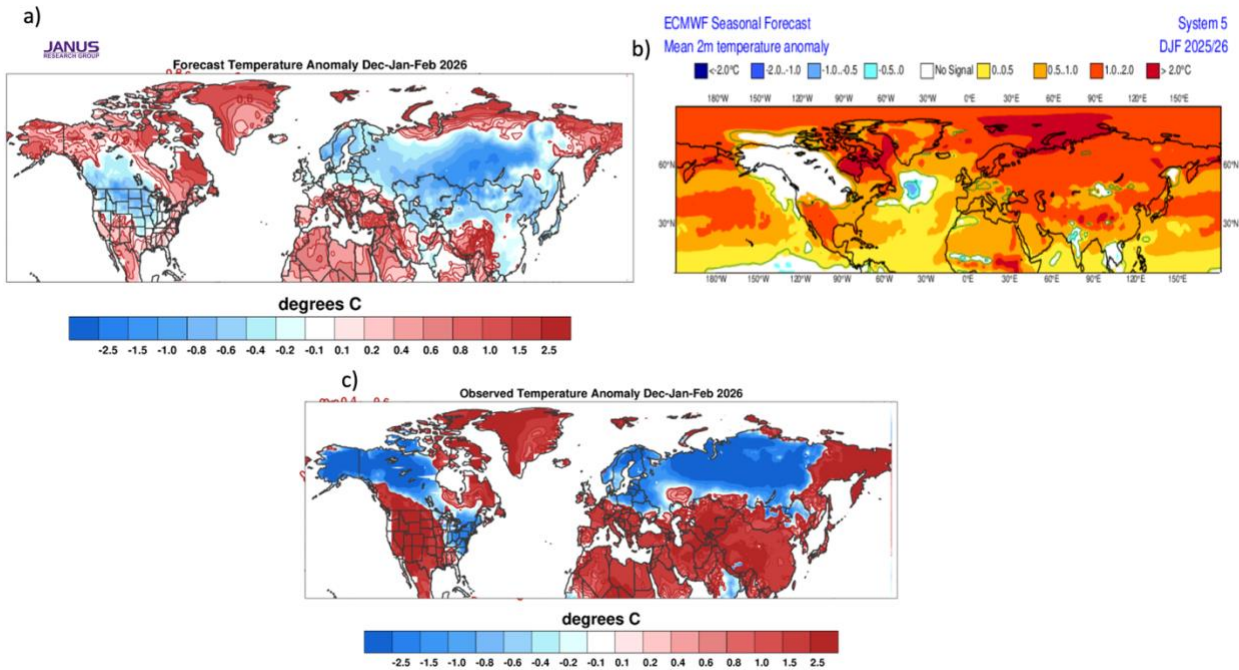 a)
JANUS
RESEARCH GROUP
Forecast Temperature Anomaly Dec-Jan-Feb 2026
degrees C
-2.5 -1.5 -1.0 -0.8 -0.6 -0.4 -0.2 -0.1 0.1 0.2 0.4 0.6 0.8 1.0 1.5 2.5
ECMWF Seasonal Forecast System 5
b)
Mean 2m temperature anomaly DJF 2025/26
<-2.0°C -2.0..-1.0 -1.0..-0.5 -0.5..0 No Signal 0..0.5 0.5..1.0 1.0..2.0 > 2.0°C
180°W 150°W 120°W 90°W 60°W 30°W 0°E 30°E 60°E 90°E 120°E 150°E
60°N 60°N
30°N 30°N
180°W 150°W 120°W 90°W 60°W 30°W 0°E 30°E 60°E 90°E 120°E 150°E
c)
Observed Temperature Anomaly Dec-Jan-Feb 2026
degrees C
-2.5 -1.5 -1.0 -0.8 -0.6 -0.4 -0.2 -0.1 0.1 0.2 0.4 0.6 0.8 1.0 1.5 2.5